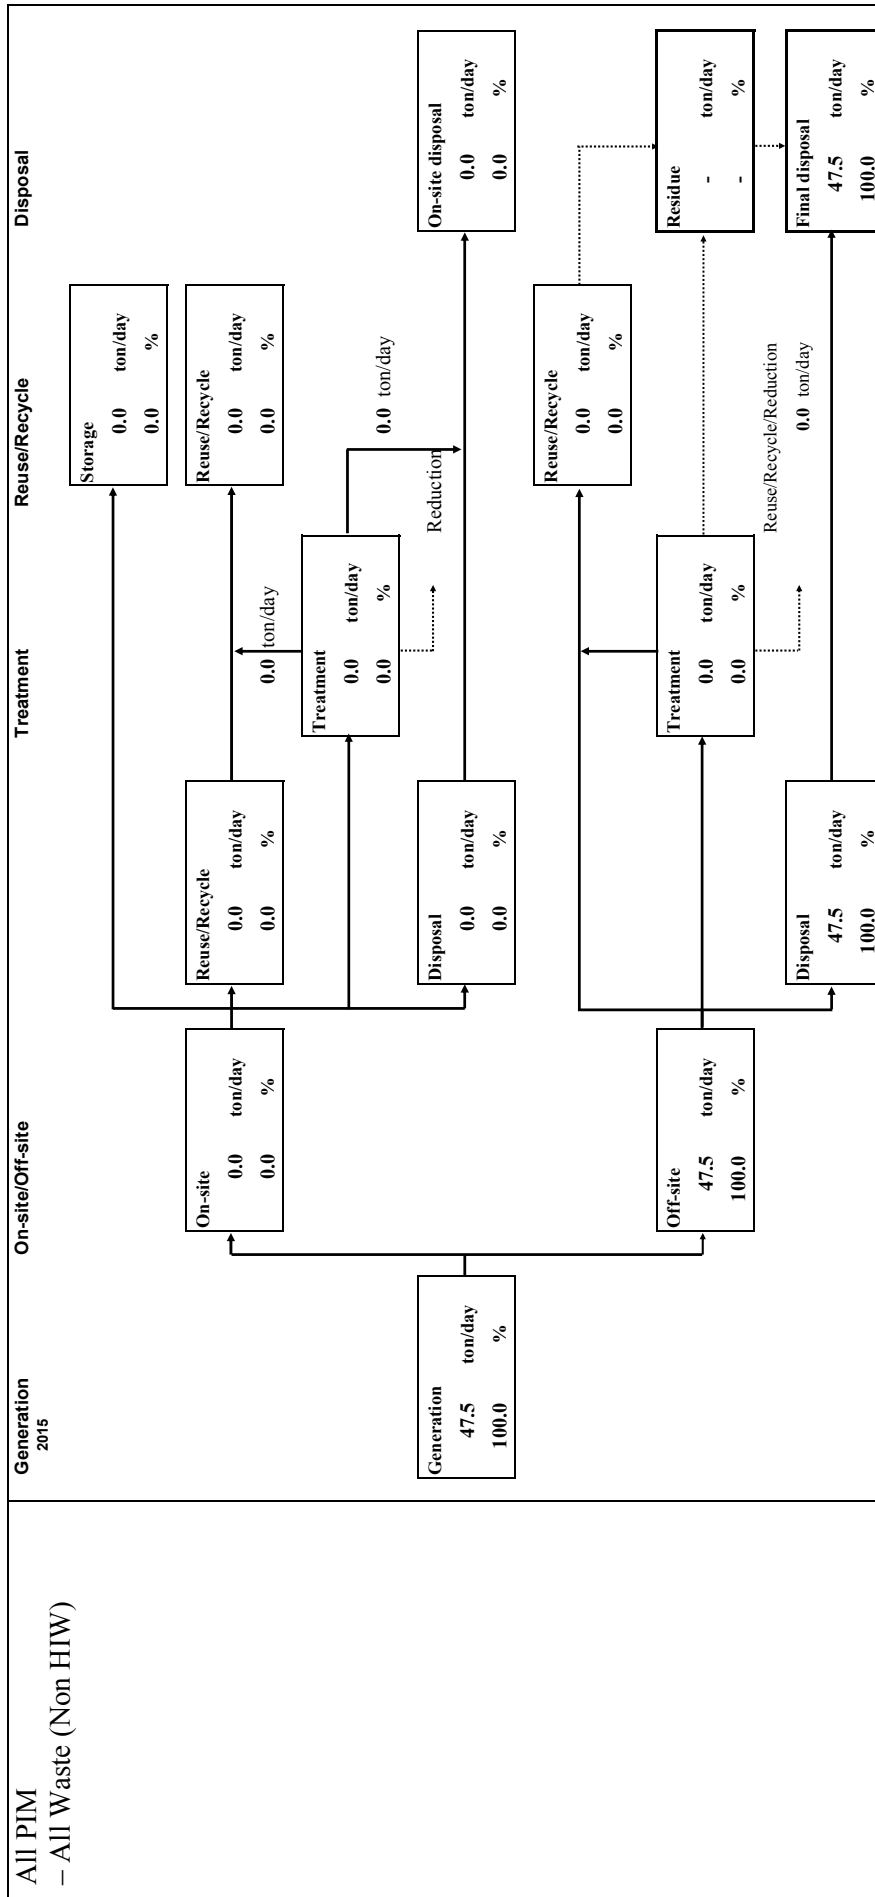 All PIM
– All Waste (Non HIW)
Generation
2015
On-site/Off-site
Treatment
Reuse/Recycle
Disposal
Generation
47.5 ton/day
100.0 %
On-site
0.0 ton/day
0.0 %
Off-site
47.5 ton/day
100.0 %
Storage
0.0 ton/day
0.0 %
Reuse/Recycle
0.0 ton/day
0.0 %
Reuse/Recycle
0.0 ton/day
0.0 %
0.0 ton/day
Treatment
0.0 ton/day
0.0 %
0.0 ton/day
Reduction
Disposal
0.0 ton/day
0.0 %
On-site disposal
0.0 ton/day
0.0 %
Reuse/Recycle
0.0 ton/day
0.0 %
Treatment
0.0 ton/day
0.0 %
Residue
- ton/day
- %
Reuse/Recycle/Reduction
0.0 ton/day
Disposal
47.5 ton/day
100.0 %
Final disposal
47.5 ton/day
100.0 %